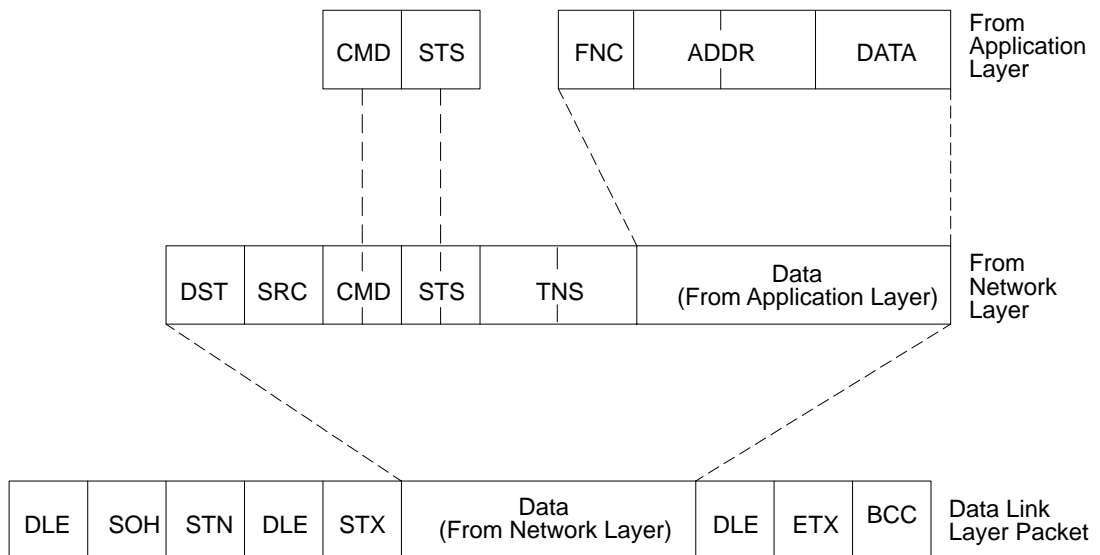 CMD STS FNC ADDR DATA
From
Application
Layer
DST SRC CMD STS TNS
Data
(From Application Layer)
From
Network
Layer
DLE SOH STN DLE STX
Data
(From Network Layer)
DLE ETX BCC
Data Link
Layer Packet